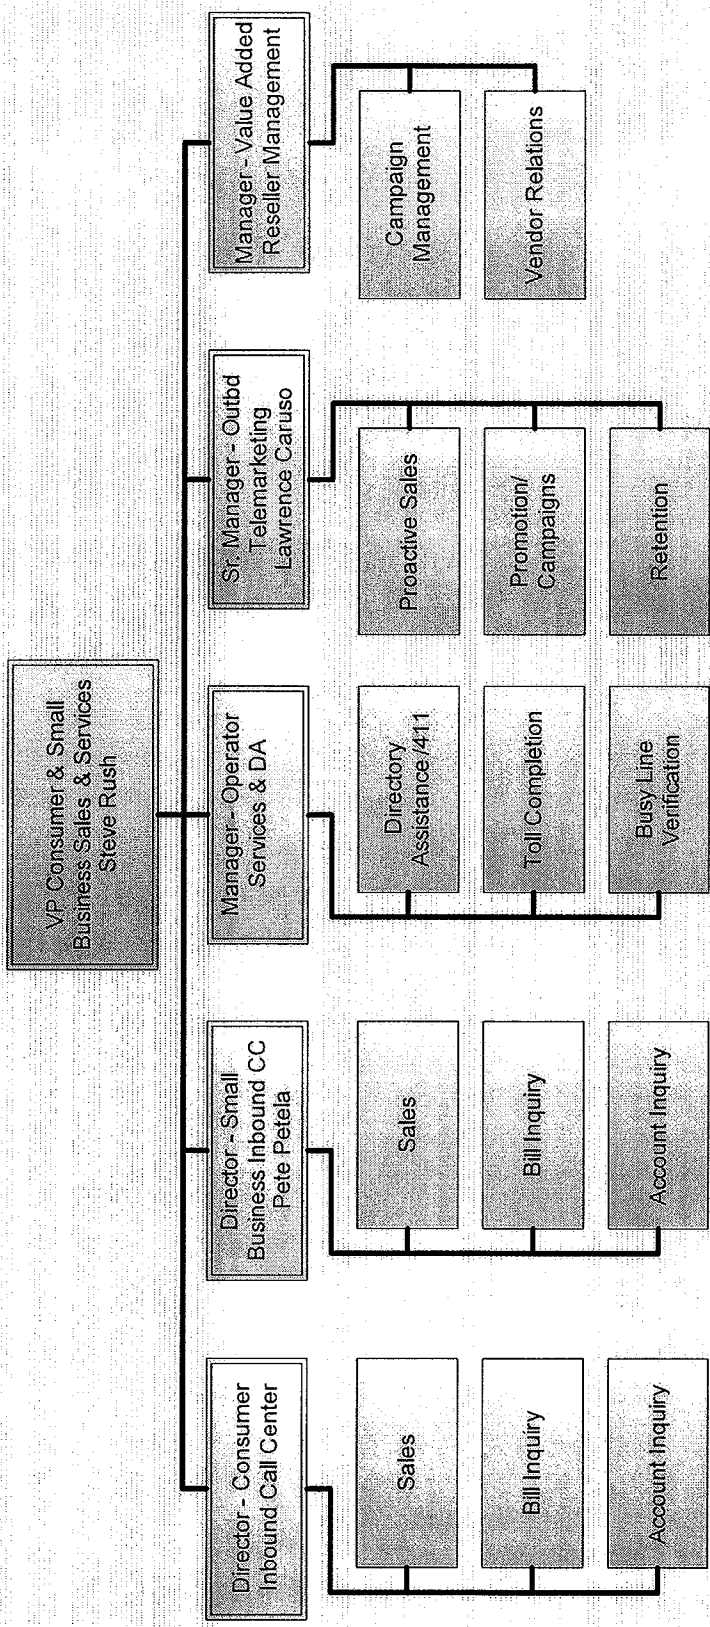 VP Consumer & Small
Business Sales & Services
Steve Rush
Director - Consumer
Inbound Call Center
Sales
Bill Inquiry
Account Inquiry
Director - Small
Business Inbound CC
Pete Petela
Sales
Bill Inquiry
Account Inquiry
Manager - Operator
Services & DA
Directory
Assistance /411
Toll Completion
Busy Line
Verification
Sr. Manager - Outbd
Telemarketing
Lawrence Caruso
Proactive Sales
Promotion/
Campaigns
Retention
Manager - Value Added
Reseller Management
Campaign
Management
Vendor Relations